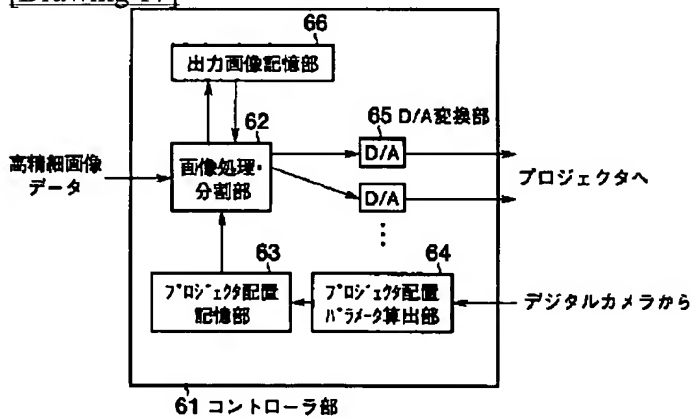 66
出力画像記憶部
62
65 D/A変換部
高精細画像
データ
画像処理・
分割部
D/A
プロジェクタへ
D/A
63
64
プロジェクタ配置
記憶部
プロジェクタ配置
パラメータ算出部
デジタルカメラから
61 コントローラ部